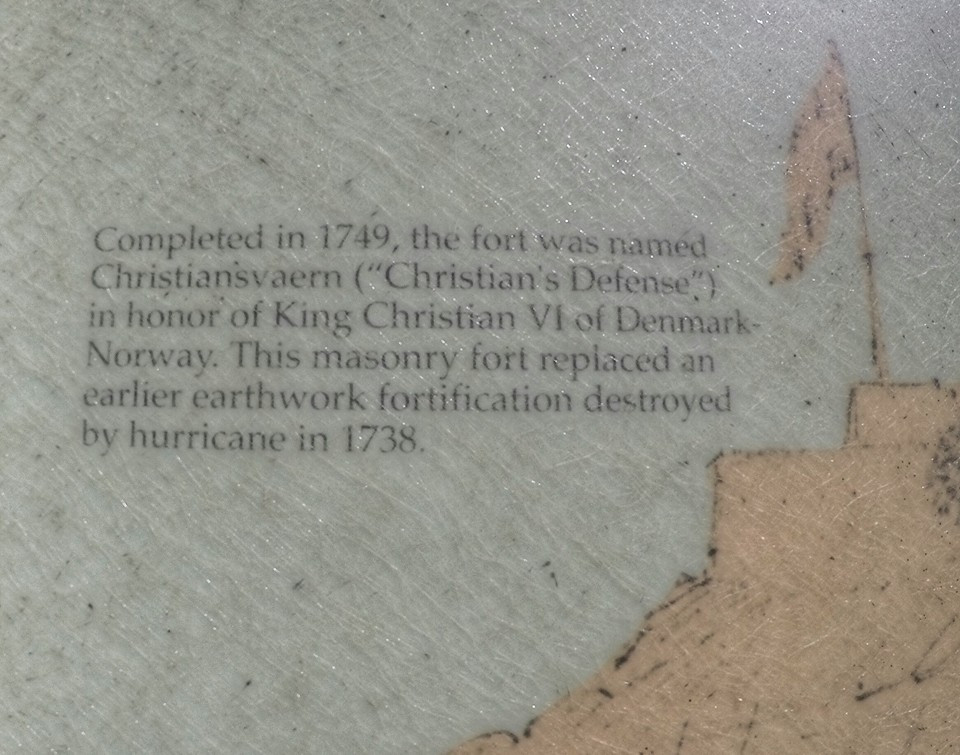 Completed in 1749, the fort was named
Christiansvaern ("Christian's Defense")
in honor of King Christian VI of Denmark-
Norway. This masonry fort replaced an
earlier earthwork fortification destroyed
by hurricane in 1738.